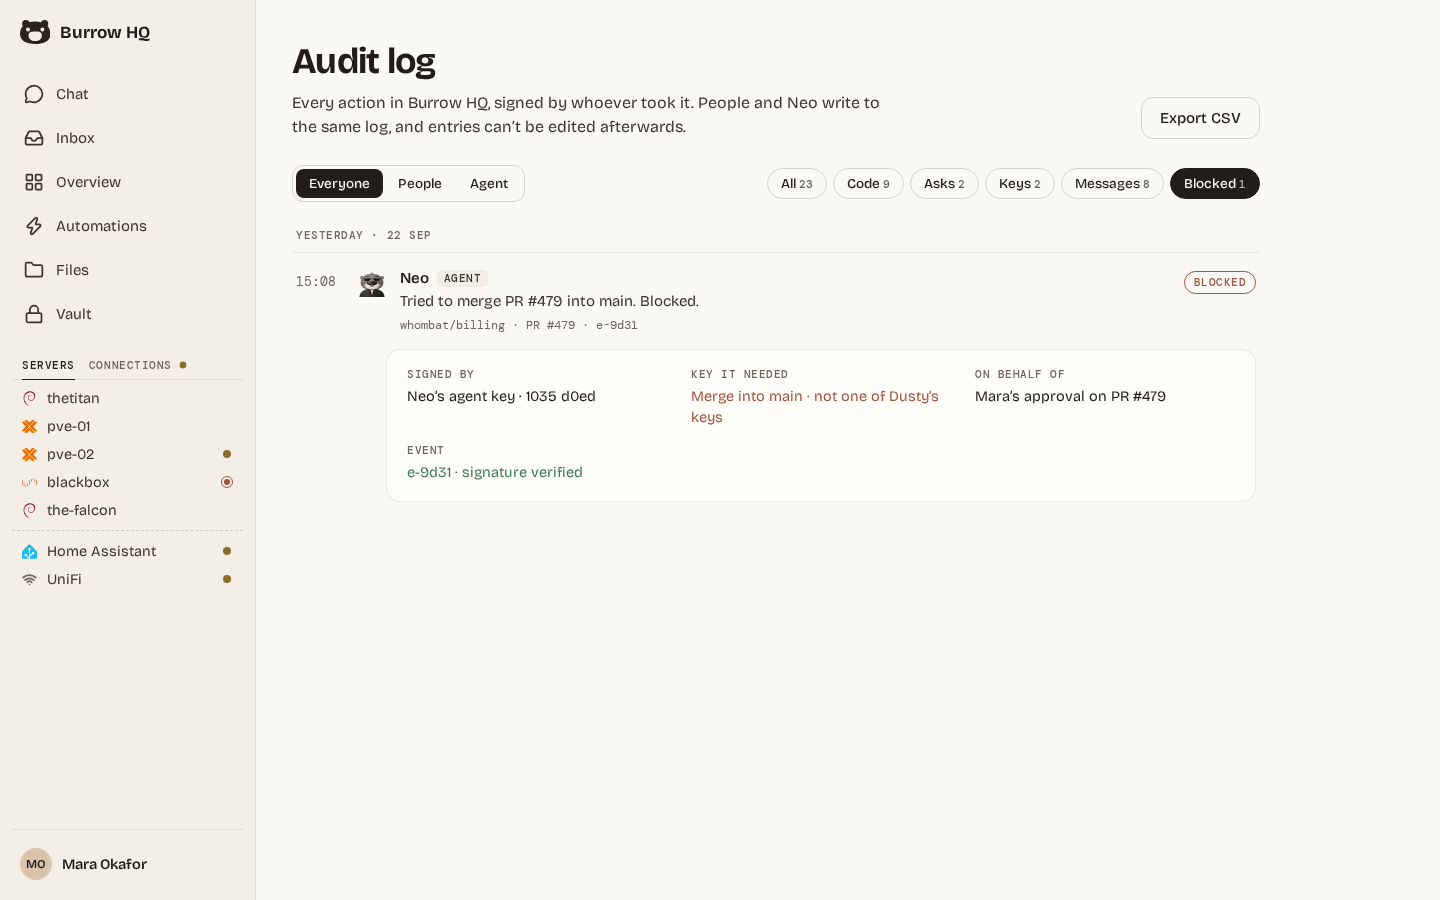 Burrow HQ
Chat
Inbox
Overview
Automations
Files
Vault
SERVERS CONNECTIONS
thetitan
pve-01
pve-02
blackbox
the-falcon
Home Assistant
UniFi
MO Mara Okafor
Audit log
Every action in Burrow HQ, signed by whoever took it. People and Neo write to
the same log, and entries can’t be edited afterwards.
Export CSV
Everyone People Agent
All 23 Code 9 Asks 2 Keys 2 Messages 8 Blocked 1
YESTERDAY · 22 SEP
15:08 Neo AGENT BLOCKED
Tried to merge PR #479 into main. Blocked.
whombat/billing · PR #479 · e-9d31
SIGNED BY
Neo’s agent key · 1035 d0ed
KEY IT NEEDED
Merge into main · not one of Dusty’s
keys
ON BEHALF OF
Mara’s approval on PR #479
EVENT
e-9d31 · signature verified